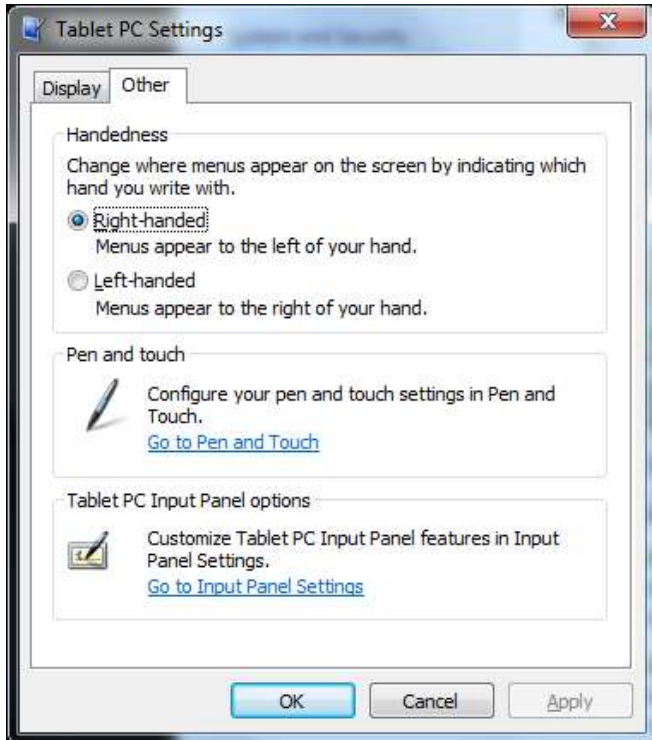 Tablet PC Settings
Display Other
Handedness
Change where menus appear on the screen by indicating which
hand you write with.
Right-handed
Menus appear to the left of your hand.
Left-handed
Menus appear to the right of your hand.
Pen and touch
Configure your pen and touch settings in Pen and
Touch.
Go to Pen and Touch
Tablet PC Input Panel options
Customize Tablet PC Input Panel features in Input
Panel Settings.
Go to Input Panel Settings
OK Cancel Apply